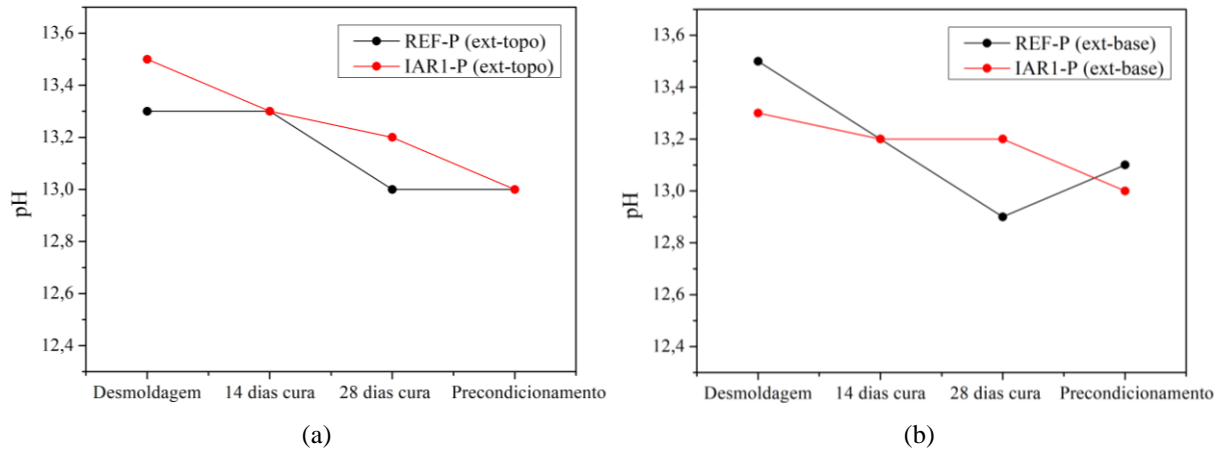 REF-P (ext-topo)
IAR1-P (ext-topo)
pH
13,6
13,4
13,2
13,0
12,8
12,6
12,4
Desmoldagem 14 dias cura 28 dias cura Precondicionamento
(a)
REF-P (ext-base)
IAR1-P (ext-base)
pH
13,6
13,4
13,2
13,0
12,8
12,6
12,4
Desmoldagem 14 dias cura 28 dias cura Precondicionamento
(b)